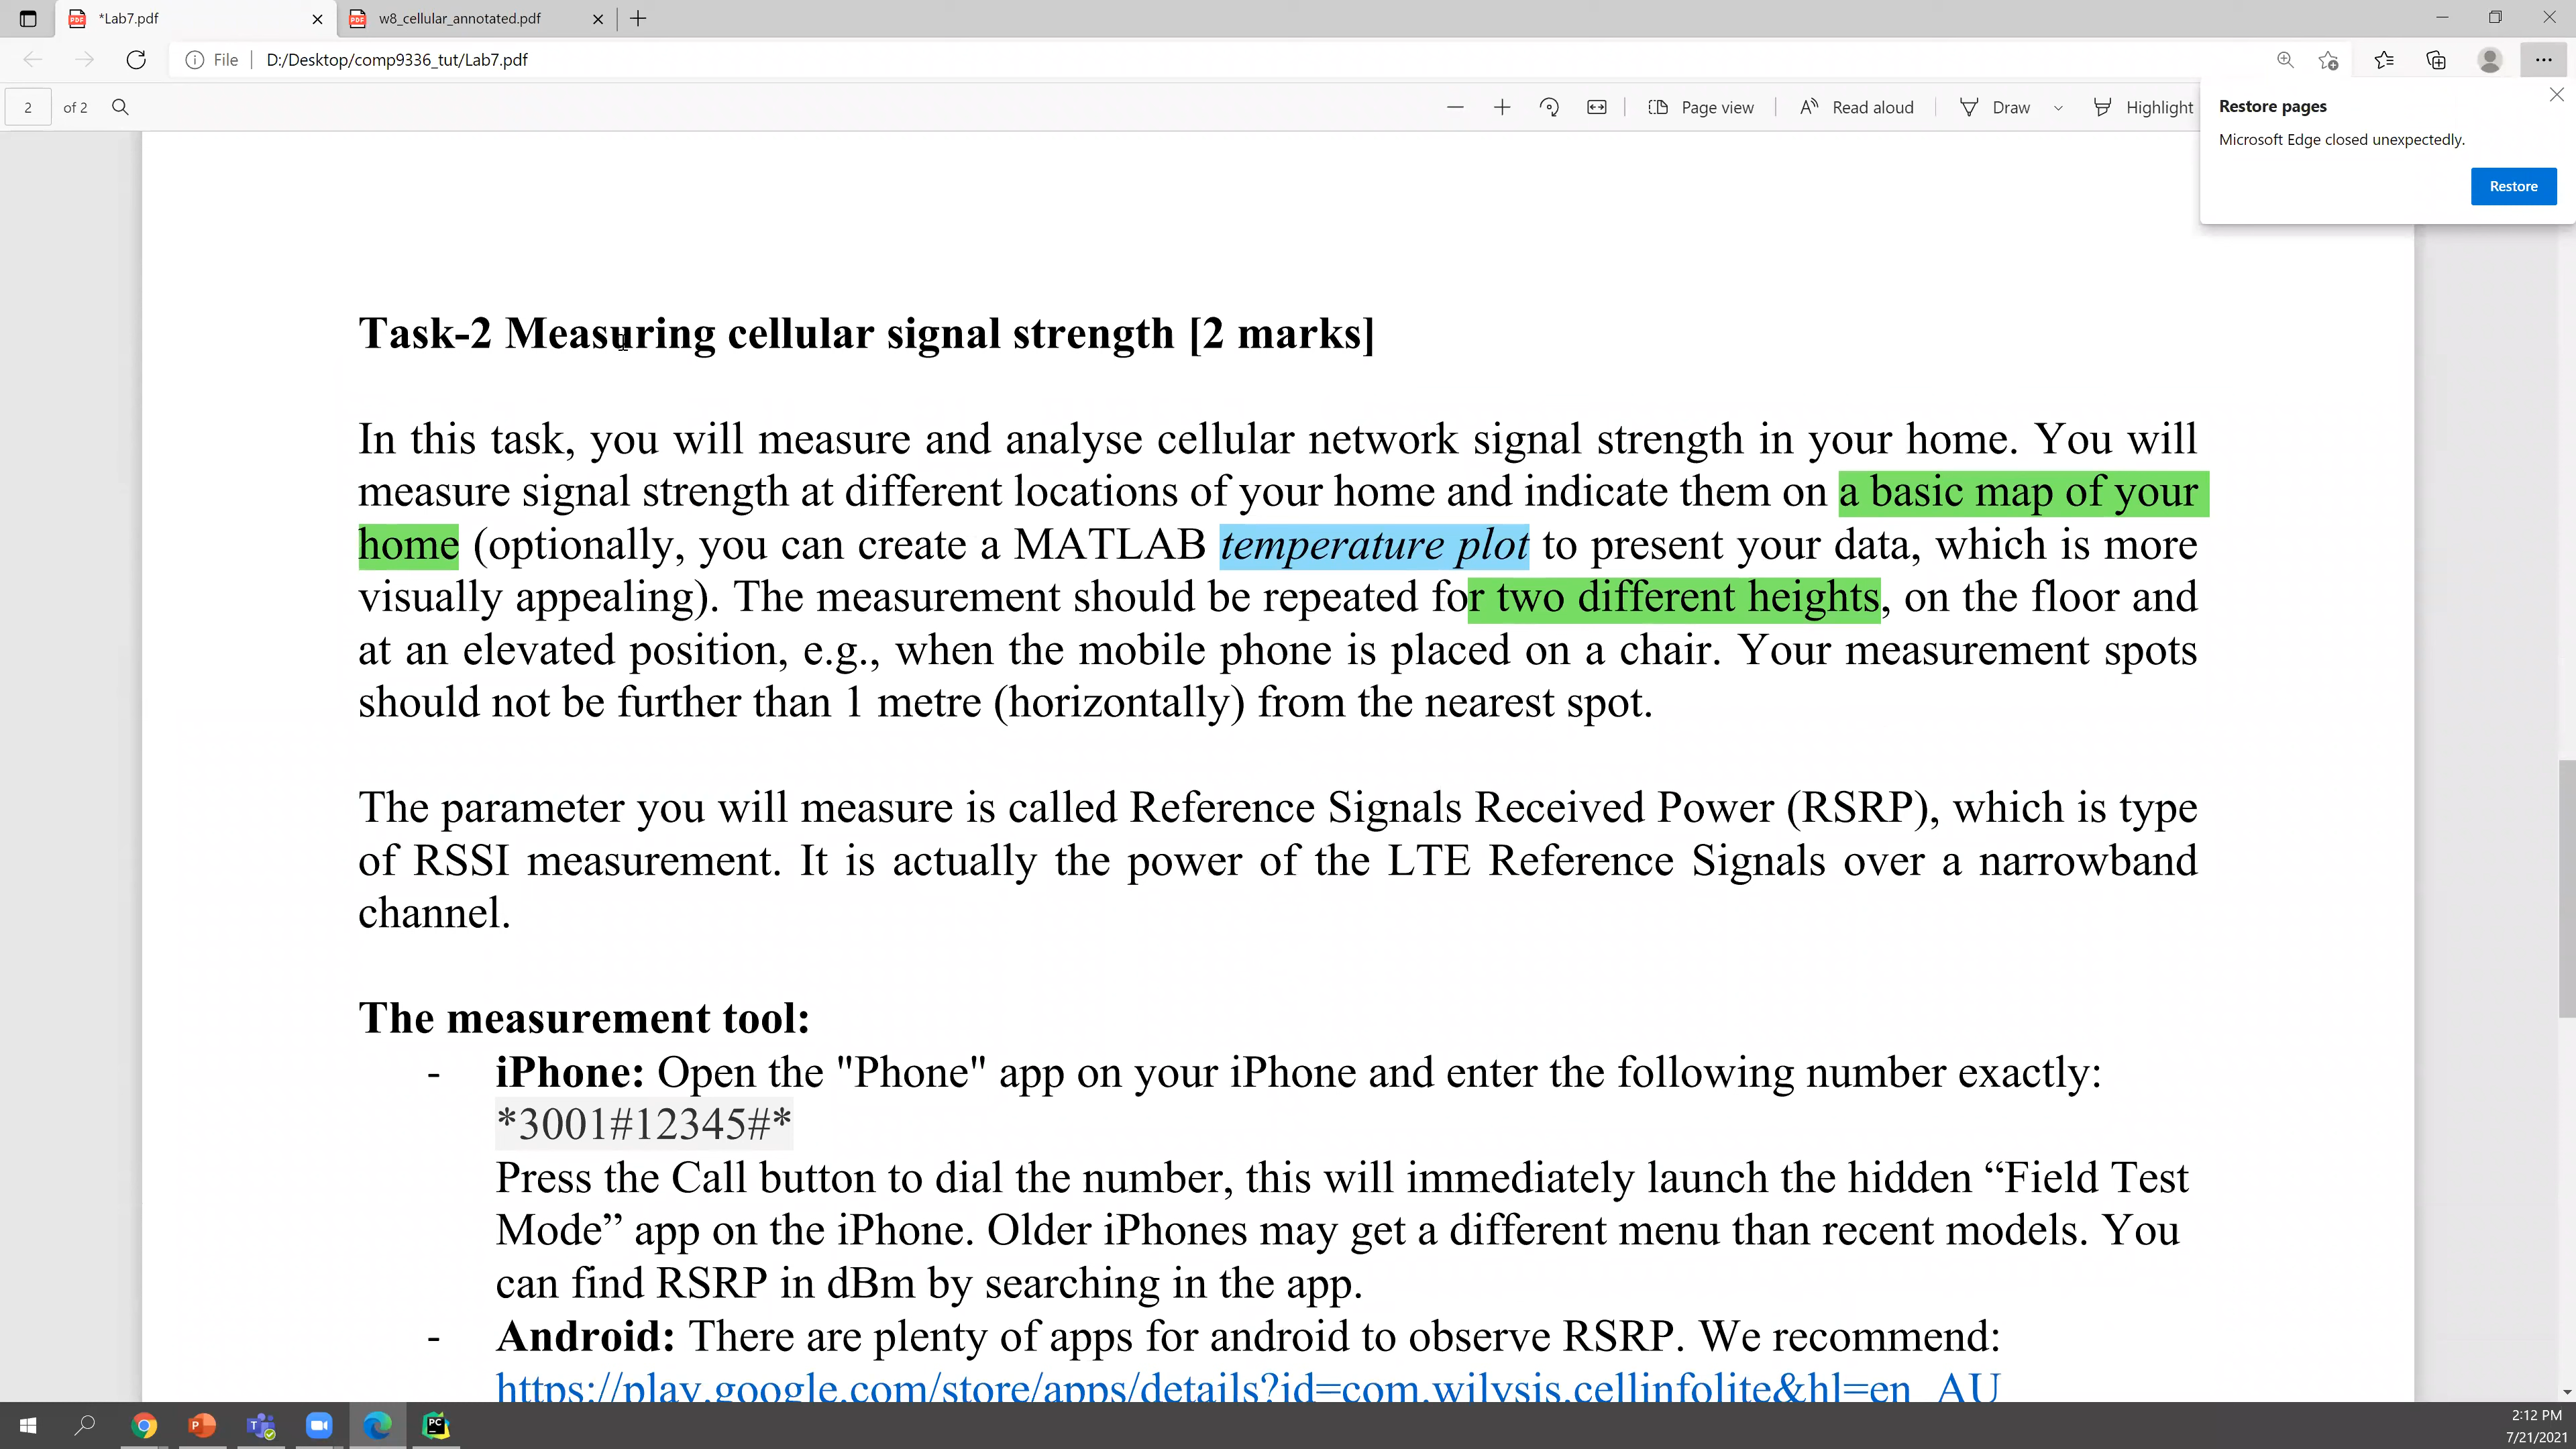 *Lab7.pdf
w8_cellular_annotated.pdf
File
D:/Desktop/comp9336_tut/Lab7.pdf
2
of 2
Page view
Read aloud
Draw
Highlight
Restore pages
Microsoft Edge closed unexpectedly.
Restore
Task-2 Measuring cellular signal strength [2 marks]
In this task, you will measure and analyse cellular network signal strength in your home. You will
measure signal strength at different locations of your home and indicate them on a basic map of your
home (optionally, you can create a MATLAB temperature plot to present your data, which is more
visually appealing). The measurement should be repeated for two different heights, on the floor and
at an elevated position, e.g., when the mobile phone is placed on a chair. Your measurement spots
should not be further than 1 metre (horizontally) from the nearest spot.
The parameter you will measure is called Reference Signals Received Power (RSRP), which is type
of RSSI measurement. It is actually the power of the LTE Reference Signals over a narrowband
channel.
The measurement tool:
- iPhone: Open the "Phone" app on your iPhone and enter the following number exactly:
*3001#12345#*
Press the Call button to dial the number, this will immediately launch the hidden “Field Test
Mode” app on the iPhone. Older iPhones may get a different menu than recent models. You
can find RSRP in dBm by searching in the app.
- Android: There are plenty of apps for android to observe RSRP. We recommend:
https://play.google.com/store/apps/details?id=com.wilysis.cellinfolite&hl=en_AU
2:12 PM
7/21/2021